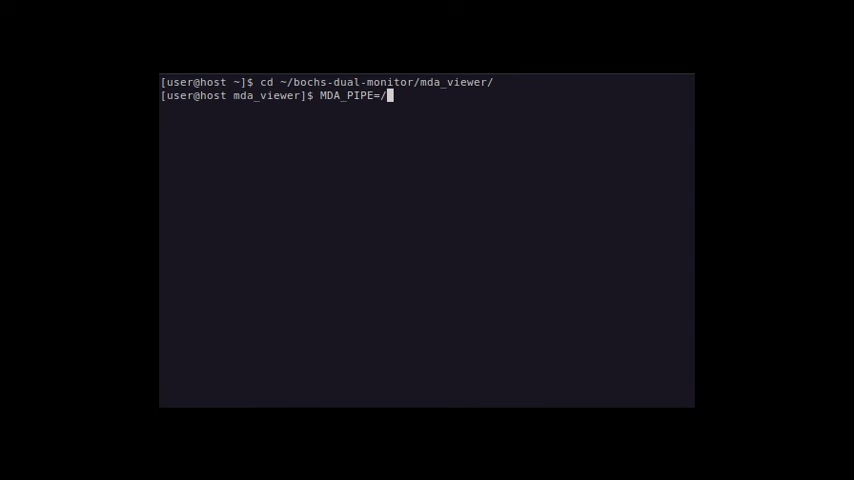 [user@host ~]$ cd ~/bochs-dual-monitor/mda_viewer/
[user@host mda_viewer]$ MDA_PIPE=/